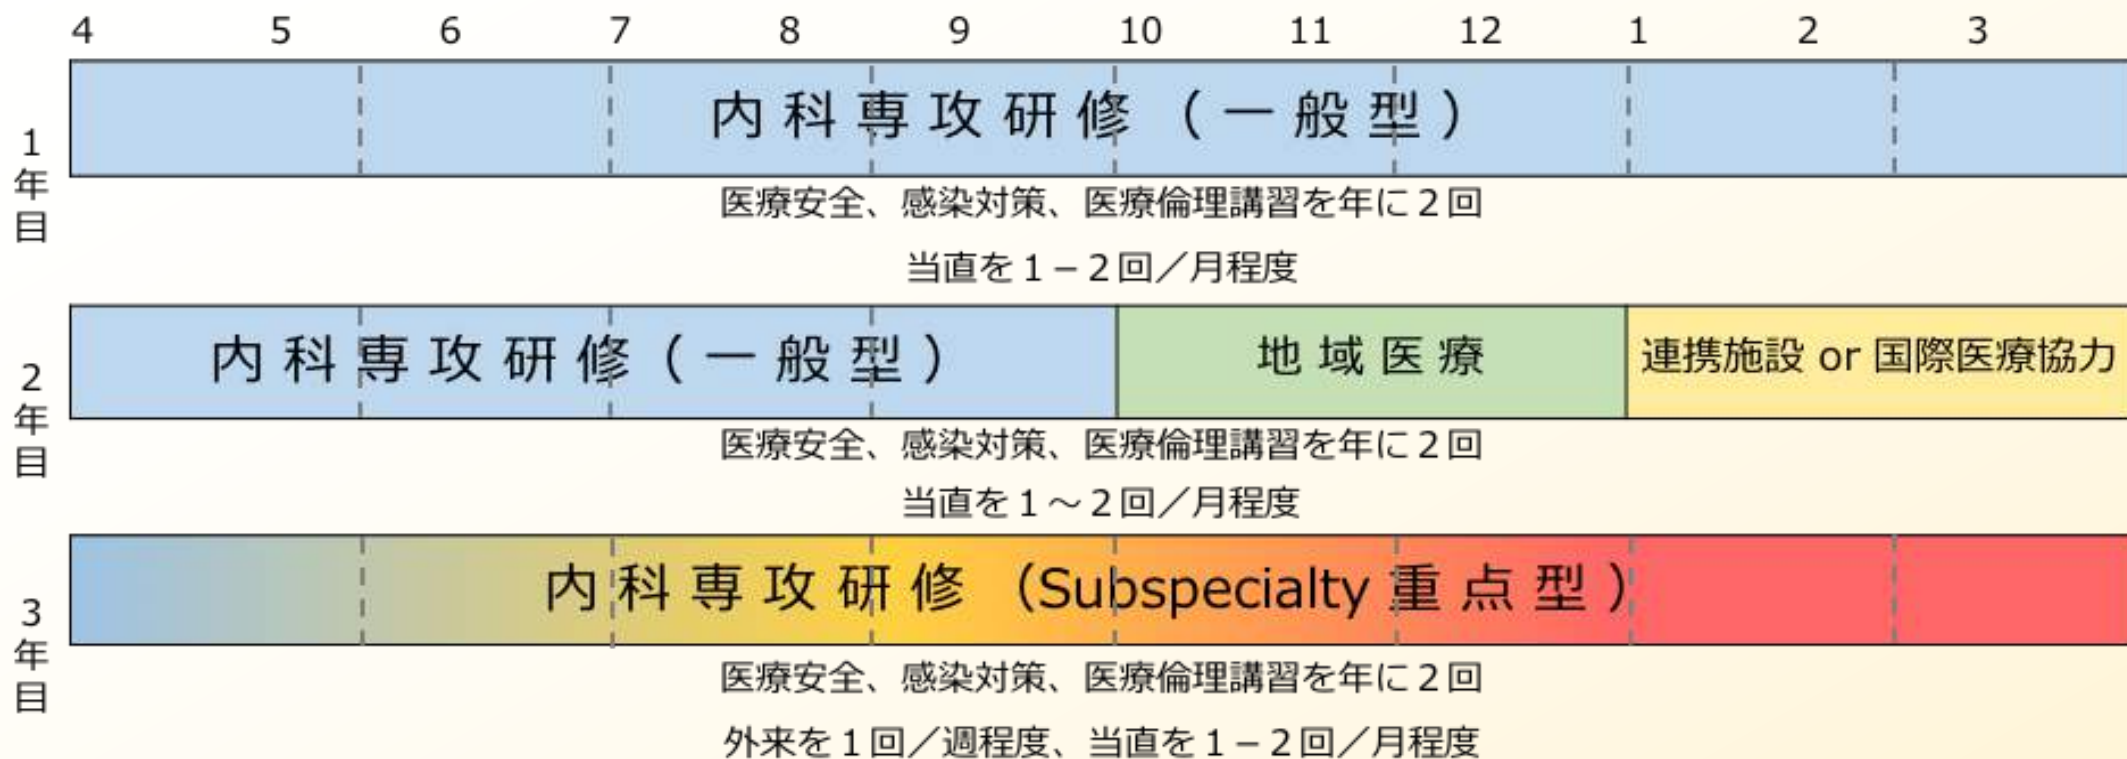 4 5 6 7 8 9 10 11 12 1 2 3
1年目
内科専攻研修（一般型）
医療安全、感染対策、医療倫理講習を年に２回
当直を１−２回／月程度
2年目
内科専攻研修（一般型）
地域医療
連携施設 or 国際医療協力
医療安全、感染対策、医療倫理講習を年に２回
当直を１～２回／月程度
3年目
内科専攻研修（Subspecialty 重点型）
医療安全、感染対策、医療倫理講習を年に２回
外来を１回／週程度、当直を１−２回／月程度